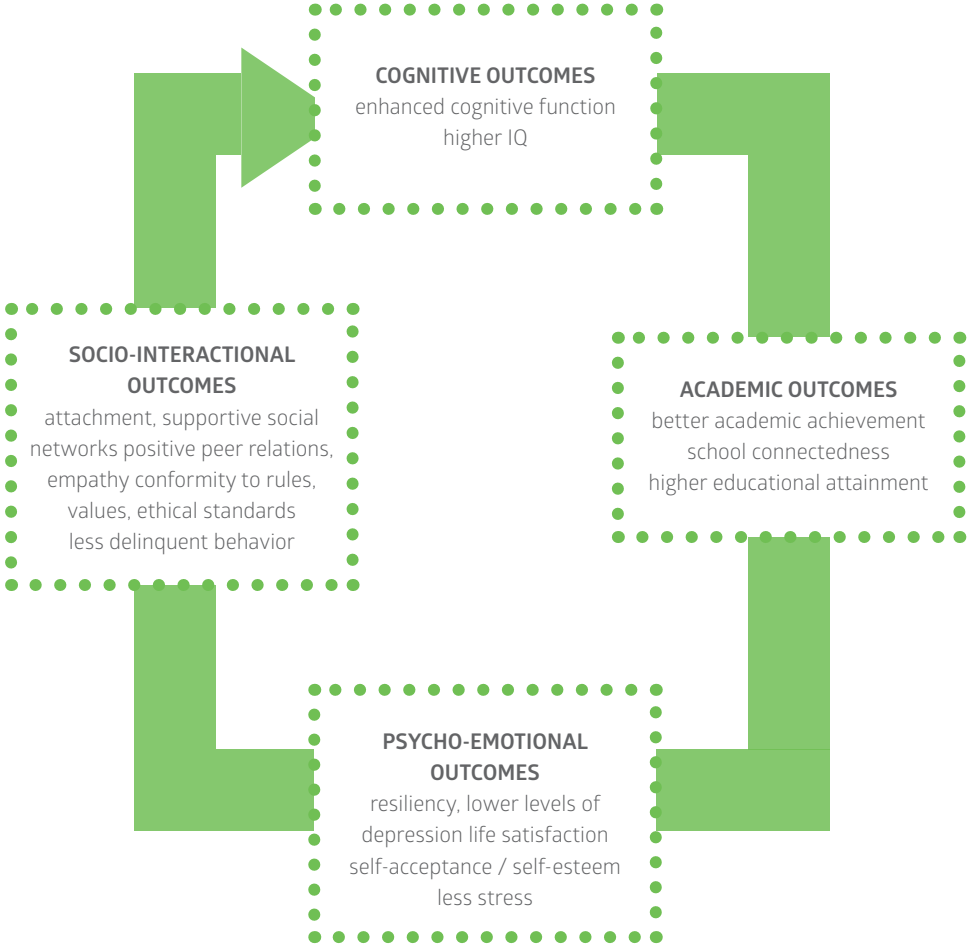 COGNITIVE OUTCOMES
enhanced cognitive function
higher IQ
SOCIO-INTERACTIONAL
OUTCOMES
attachment, supportive social
networks positive peer relations,
empathy conformity to rules,
values, ethical standards
less delinquent behavior
ACADEMIC OUTCOMES
better academic achievement
school connectedness
higher educational attainment
PSYCHO-EMOTIONAL
OUTCOMES
resiliency, lower levels of
depression life satisfaction
self-acceptance / self-esteem
less stress